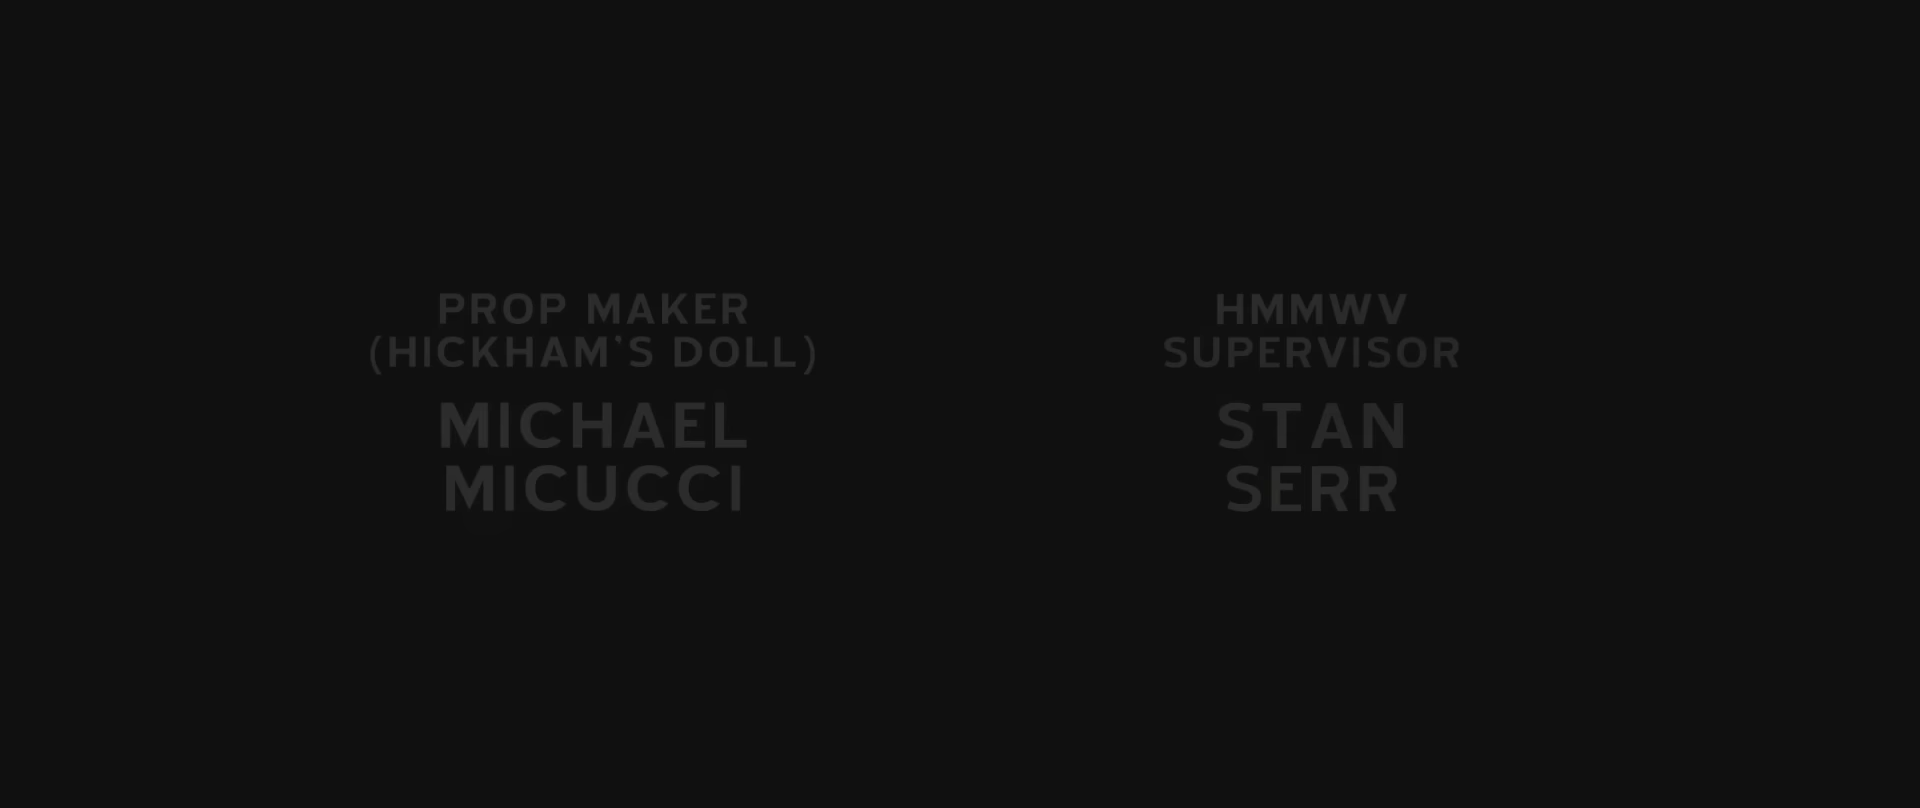 PROP MAKER
(HICKHAM'S DOLL)
MICHAEL
MICUCCI
HMMWV
SUPERVISOR
STAN
SERR